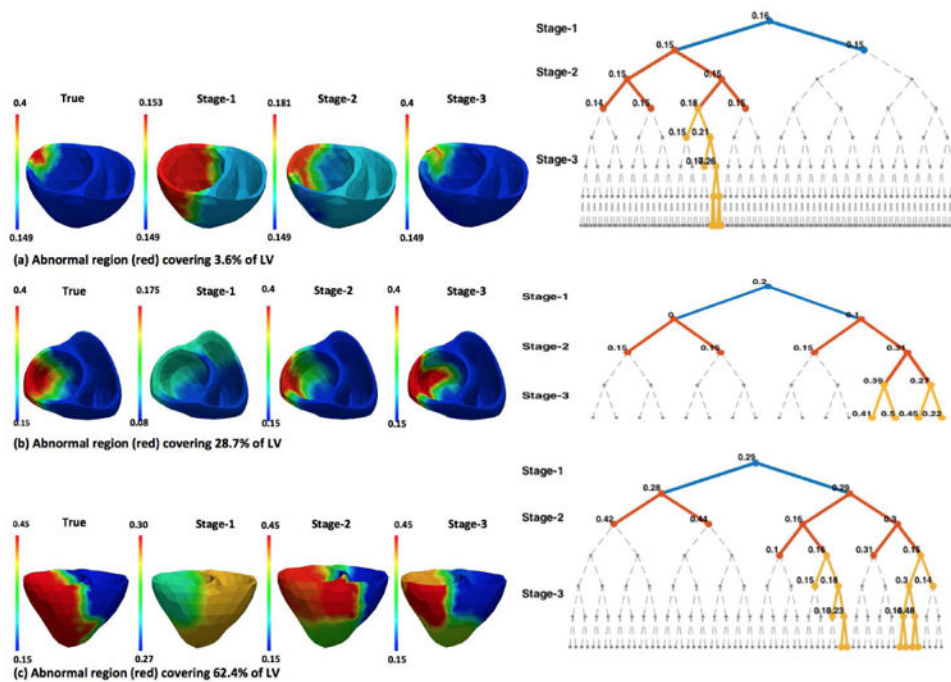 True Stage-1 Stage-2 Stage-3
0.4 0.153 0.181 0.4
0.149 0.149 0.149 0.149
(a) Abnormal region (red) covering 3.6% of LV
Stage-1
Stage-2
Stage-3
0.16
0.15 0.15
0.15 0.15
0.14 0.15 0.18 0.15
0.15 0.21
0.26
True Stage-1 Stage-2 Stage-3
0.4 0.175 0.4 0.4
0.15 0.08 0.15 0.15
(b) Abnormal region (red) covering 28.7% of LV
Stage-1
Stage-2
Stage-3
0.2
0 0.1
0.15 0.15 0.15 0.31
0.39 0.27
0.41 0.5 0.45 0.22
True Stage-1 Stage-2 Stage-3
0.45 0.30 0.45 0.45
0.15 0.27 0.15 0.15
(c) Abnormal region (red) covering 62.4% of LV
Stage-1
Stage-2
Stage-3
0.29
0.28 0.29
0.42 0.44 0.16 0.3
0.1 0.16 0.31 0.15
0.15 0.18 0.3 0.14